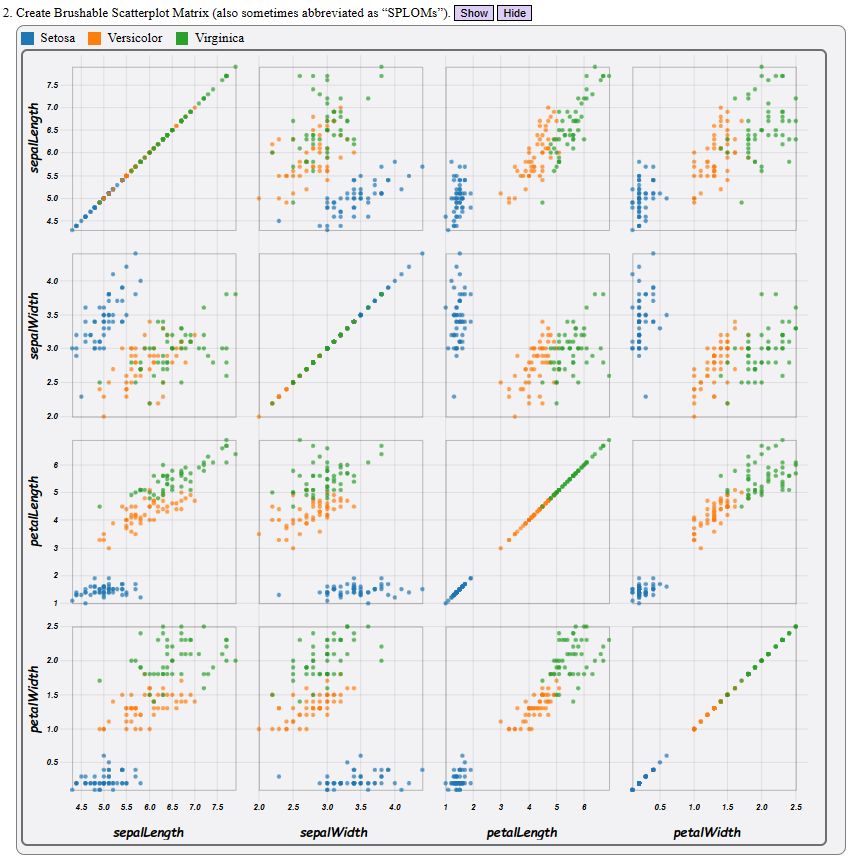 2. Create Brushable Scatterplot Matrix (also sometimes abbreviated as “SPLOMs”). Show Hide
Setosa Versicolor Virginica
sepalLength
7.5
7.0
6.5
6.0
5.5
5.0
4.5
sepalWidth
4.0
3.5
3.0
2.5
2.0
petalLength
6
5
4
3
2
1
petalWidth
2.5
2.0
1.5
1.0
0.5
4.5 5.0 5.5 6.0 6.5 7.0 7.5 2.0 2.5 3.0 3.5 4.0 1 2 3 4 5 6 0.5 1.0 1.5 2.0 2.5
sepalLength sepalWidth petalLength petalWidth